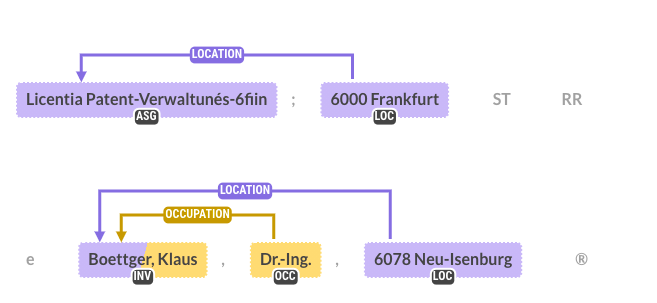 LOCATION
Licentia Patent-Verwaltunés-6fiin ; 6000 Frankfurt ST RR
ASG LOC
LOCATION
OCCUPATION
e Boettger, Klaus , Dr.-Ing. , 6078 Neu-Isenburg ®
INV OCC LOC